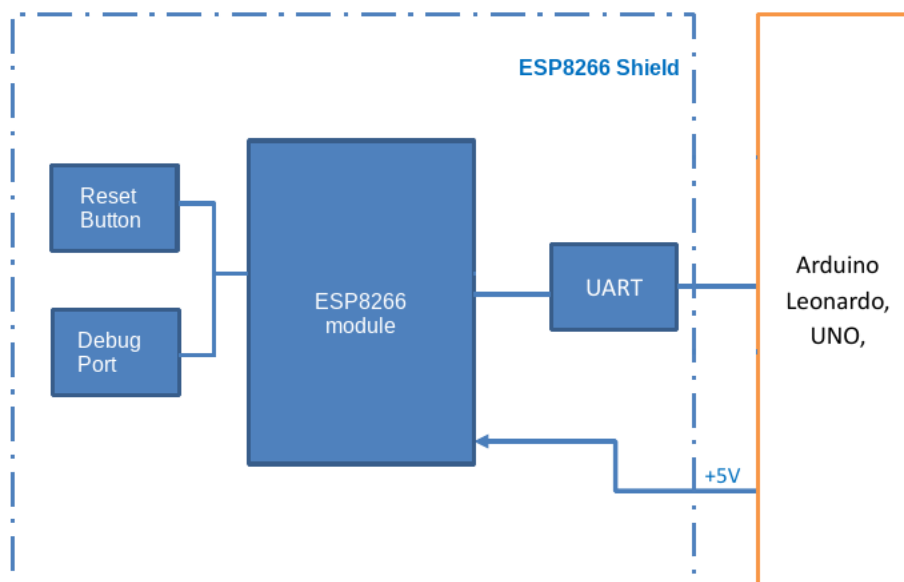 ESP8266 Shield
Reset
Button
ESP8266
module
UART
Arduino
Leonardo,
UNO,
Debug
Port
+5V